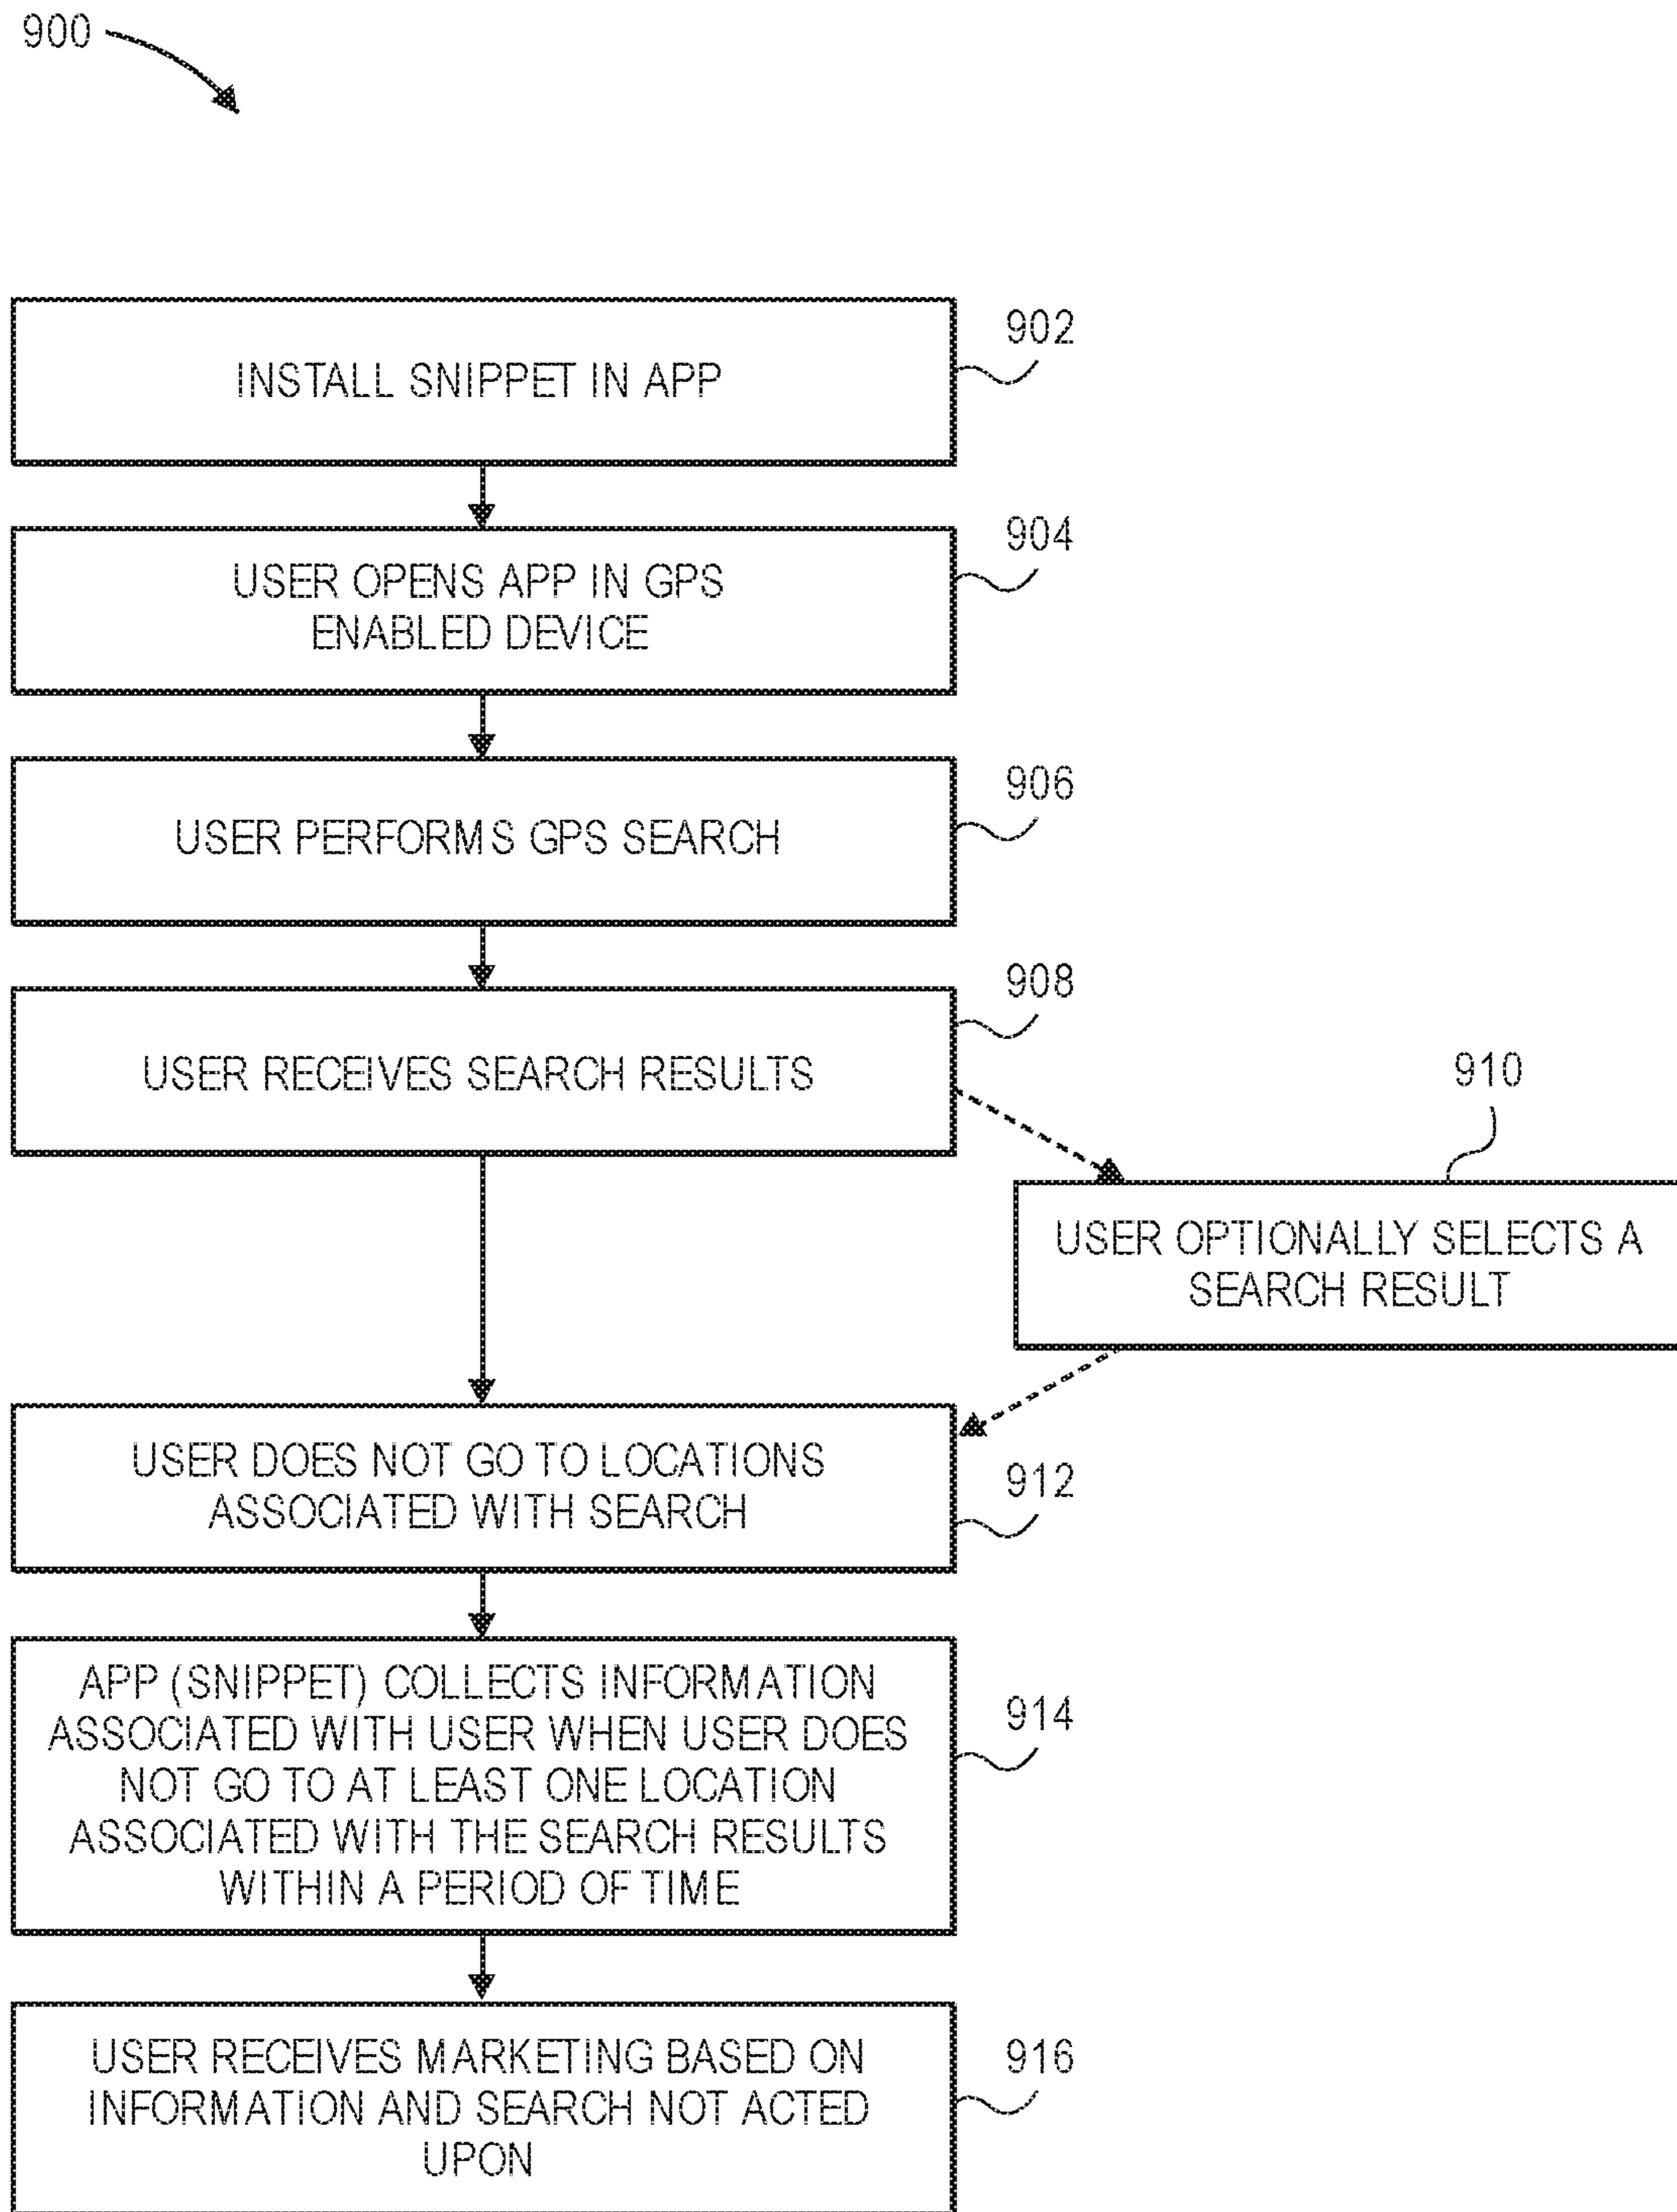 900
INSTALL SNIPPET IN APP
902
USER OPENS APP IN GPS
ENABLED DEVICE
904
USER PERFORMS GPS SEARCH
906
USER RECEIVES SEARCH RESULTS
908
910
USER OPTIONALLY SELECTS A
SEARCH RESULT
USER DOES NOT GO TO LOCATIONS
ASSOCIATED WITH SEARCH
912
APP (SNIPPET) COLLECTS INFORMATION
ASSOCIATED WITH USER WHEN USER DOES
NOT GO TO AT LEAST ONE LOCATION
ASSOCIATED WITH THE SEARCH RESULTS
WITHIN A PERIOD OF TIME
914
USER RECEIVES MARKETING BASED ON
INFORMATION AND SEARCH NOT ACTED
UPON
916